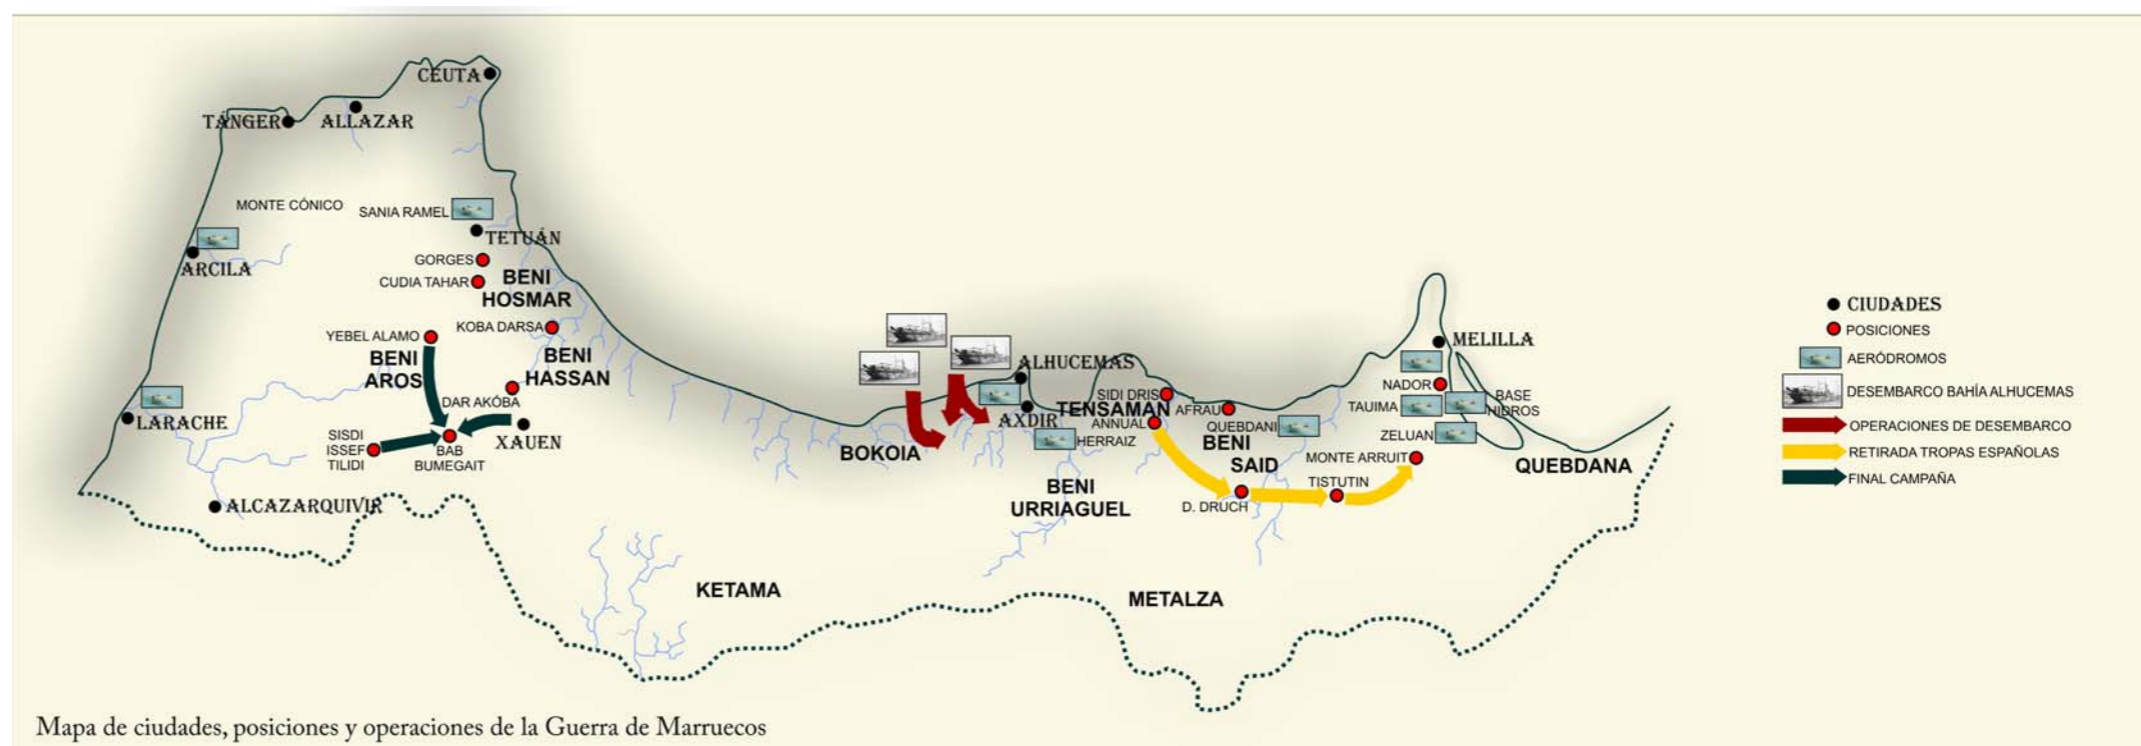 CEUTA
TÁNGER
ALLAZAR
MONTE CÓNICO
SANIA RAMEL
TETUÁN
ARCILA
GORGES
CUDIA TAHAR
BENI
HOSMAR
YEBEL ALAMO
KOBA DARSA
BENI
AROS
BENI
HASSAN
DAR AKÓBA
LARACHE
SISDI
ISSEF
TILIDI
BAB
BUMEGAIT
XAUEN
ALCAZARQUIVIR
KETAMA
BOKOIA
ALHUCEMAS
AXDIR
HERRAIZ
BENI
URRIAGUEL
SIDI DRIS
TENSAMAN
ANNUAL
AFRAU
QUEBDANI
BENI
SAID
D. DRUCH
TISTUTIN
MONTE ARRUIT
METALZA
MELILLA
NADOR
TAUIMA
BASE
HIDROS
ZELUAN
QUEBDANA
CIUDADES
POSICIONES
AERÓDROMOS
DESEMBARCO BAHÍA ALHUCEMAS
OPERACIONES DE DESEMBARCO
RETIRADA TROPAS ESPAÑOLAS
FINAL CAMPAÑA
Mapa de ciudades, posiciones y operaciones de la Guerra de Marruecos